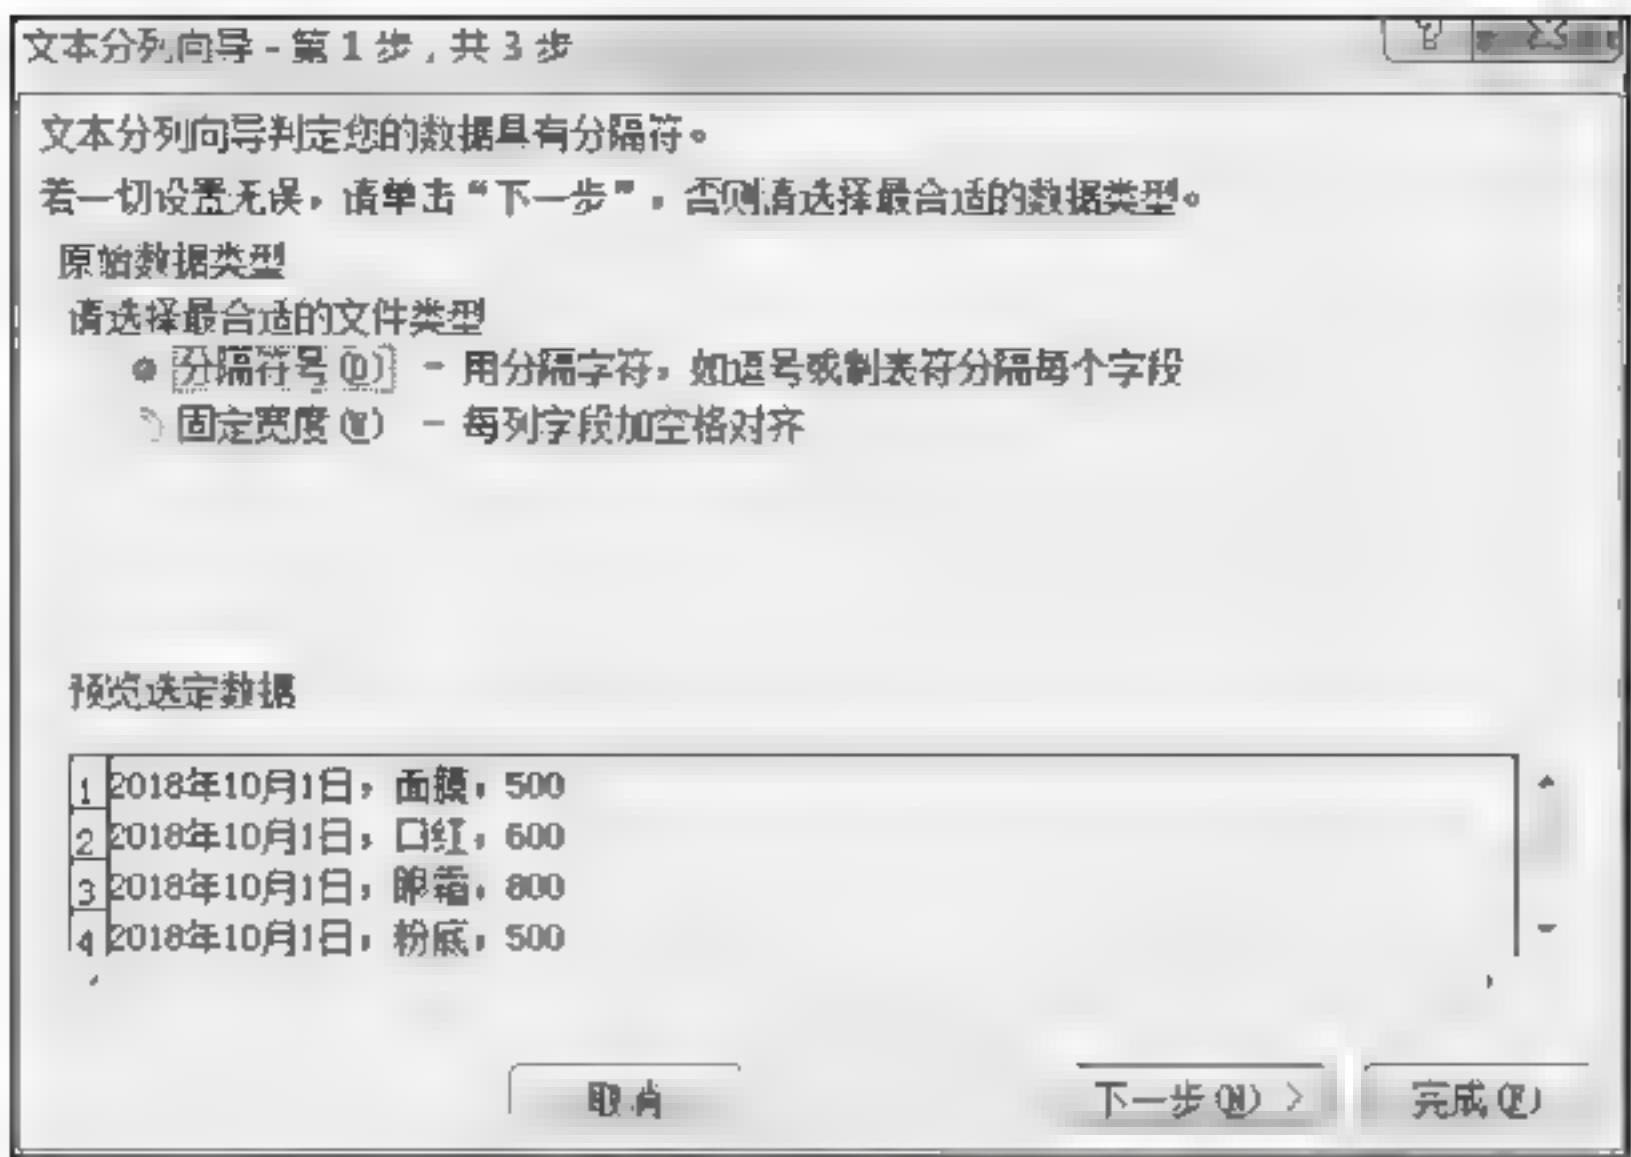 文本分列向导 - 第 1 步，共 3 步
文本分列向导判定您的数据具有分隔符。
若一切设置无误，请单击“下一步”，否则请选择最合适的数据类型。
原始数据类型
请选择最合适的文件类型
分隔符号(D) - 用分隔字符，如逗号或制表符分隔每个字段
固定宽度(W) - 每列字段加空格对齐
预览选定数据
1 2018年10月1日，面膜，500
2 2018年10月1日，口红，600
3 2018年10月1日，眼霜，800
4 2018年10月1日，粉底，500
取消 下一步(N) > 完成(F)